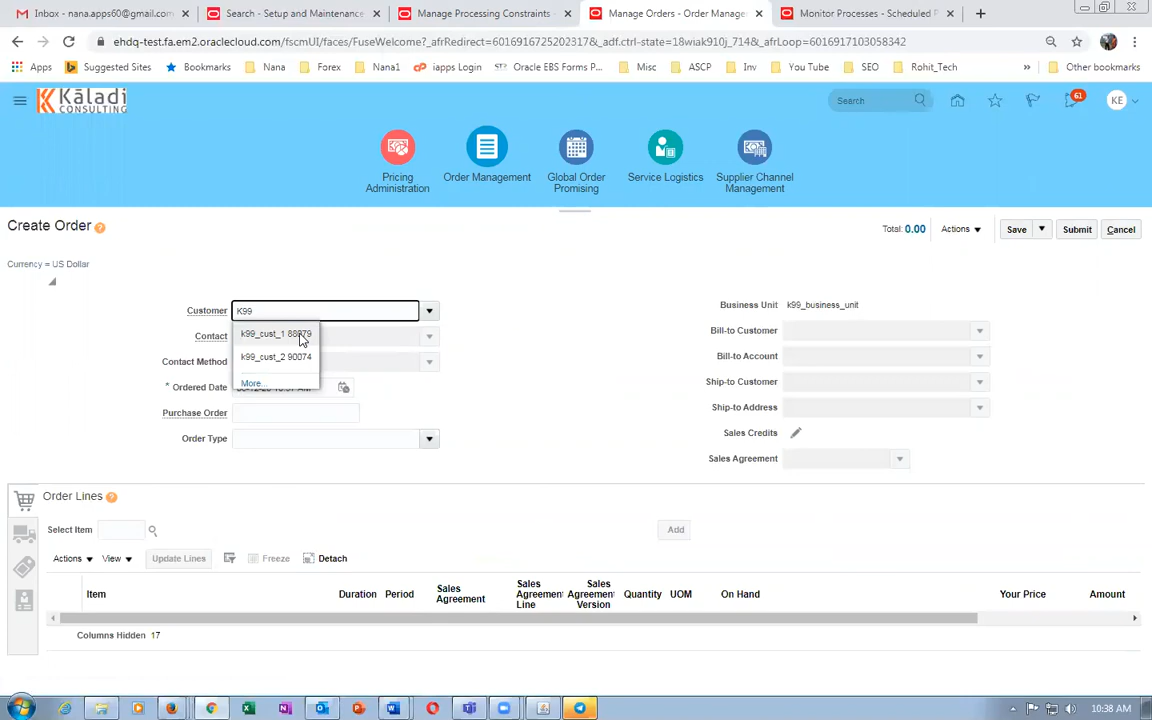 Inbox - nana.apps60@gmail.com
Search - Setup and Maintenance
Manage Processing Constraints -
Manage Orders - Order Manage
Monitor Processes - Scheduled P
ehdq-test.fa.em2.oraclecloud.com/fscmUI/faces/FuseWelcome?_afrRedirect=6016916725202317&_adf.ctrl-state=18wiak910j_714&_afrLoop=6016917103058342
Apps
Suggested Sites
Bookmarks
Nana
Forex
Nana1
iapps Login
Oracle EBS Forms P...
Misc
ASCP
Inv
You Tube
SEO
Rohit_Tech
»
Other bookmarks
Kāladi
CONSULTING
Search
61
KE
Pricing
Administration
Order Management
Global Order
Promising
Service Logistics
Supplier Channel
Management
Create Order
Total: 0.00
Actions
Save
Submit
Cancel
Currency = US Dollar
Customer K99
k99_cust_1 88979
k99_cust_2 90074
More...
Contact
Contact Method
* Ordered Date
Purchase Order
Order Type
Business Unit k99_business_unit
Bill-to Customer
Bill-to Account
Ship-to Customer
Ship-to Address
Sales Credits
Sales Agreement
Order Lines
Select Item
Add
Actions
View
Update Lines
Freeze
Detach
Item
Duration
Period
Sales
Agreement
Sales
Agreement
Line
Sales
Agreement
Version
Quantity
UOM
On Hand
Your Price
Amount
Columns Hidden 17
10:38 AM